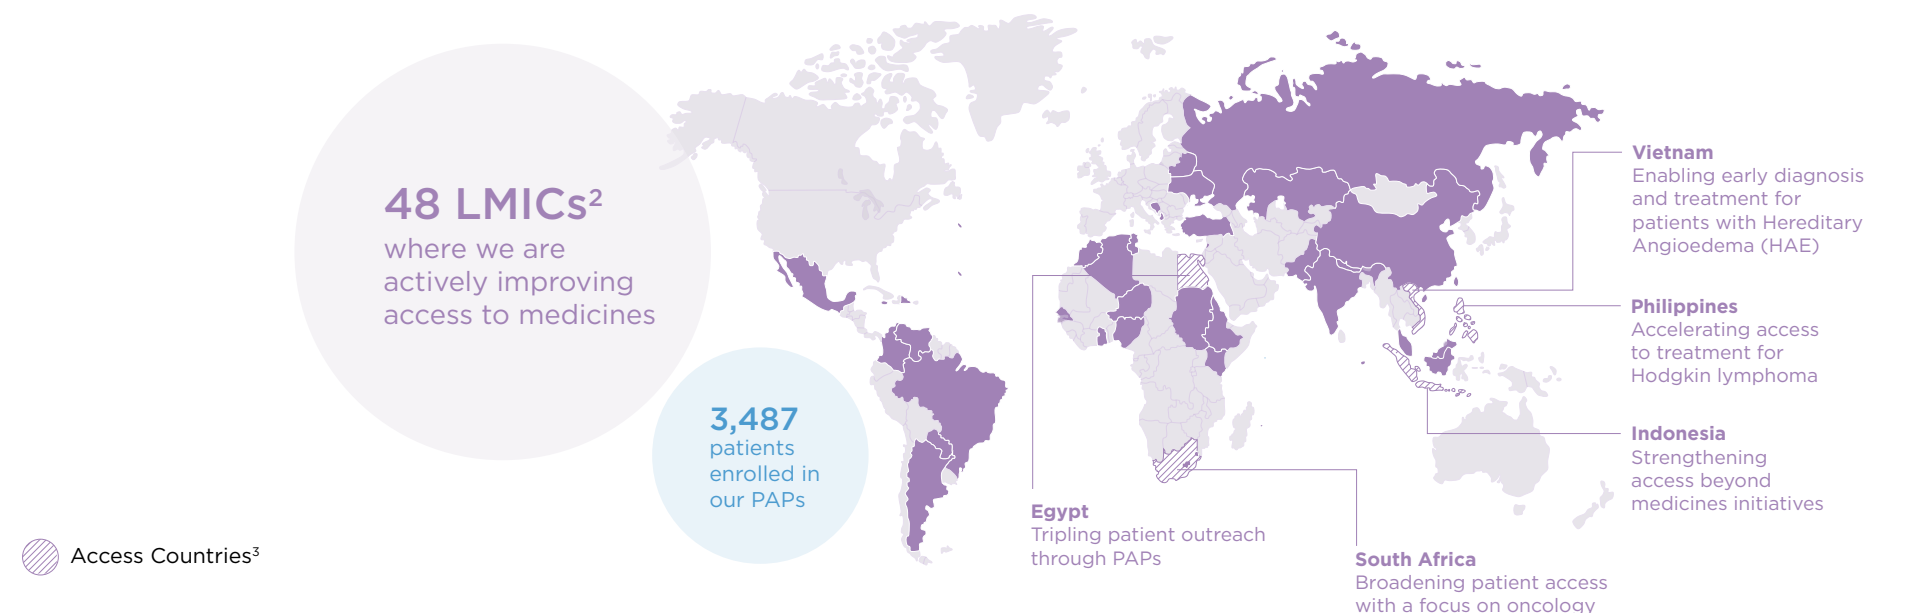 48 LMICs²
where we are
actively improving
access to medicines
3,487
patients
enrolled in
our PAPs
Access Countries³
Egypt
Tripling patient outreach
through PAPs
South Africa
Broadening patient access
with a focus on oncology
Vietnam
Enabling early diagnosis
and treatment for
patients with Hereditary
Angioedema (HAE)
Philippines
Accelerating access
to treatment for
Hodgkin lymphoma
Indonesia
Strengthening
access beyond
medicines initiatives